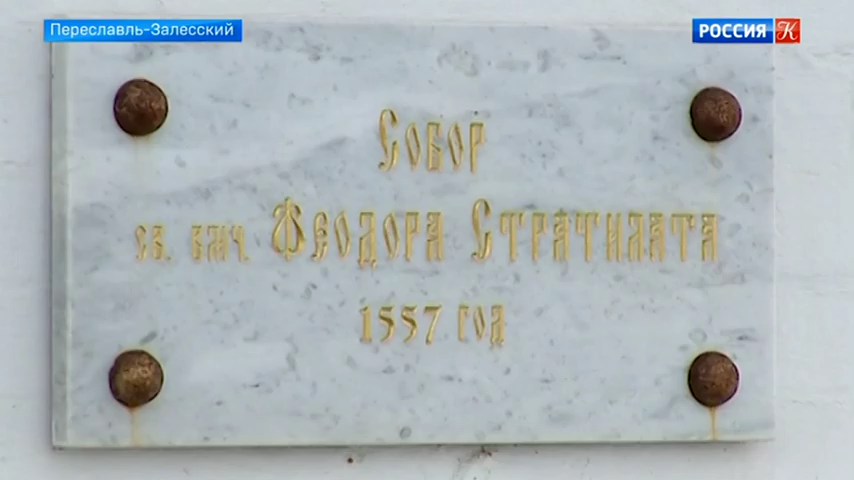 Переславль-Залесский
РОССИЯ К
Собор
св. вмч. Феодора Стратилата
1557 год